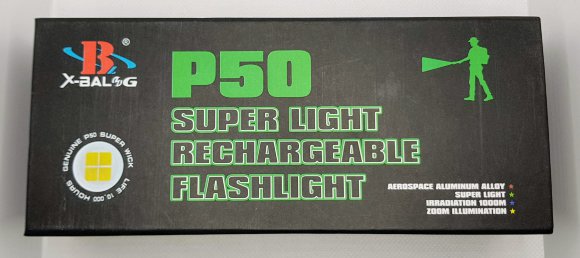 B ®
X-BALOG
P50
SUPER LIGHT
RECHARGEABLE
FLASHLIGHT
GENUINE P50 SUPER WICK
LIFE 10,000 HOURS
AEROSPACE ALUMINUM ALLOY ★
SUPER LIGHT ★
IRRADIATION 1000M ★
ZOOM ILLUMINATION ★